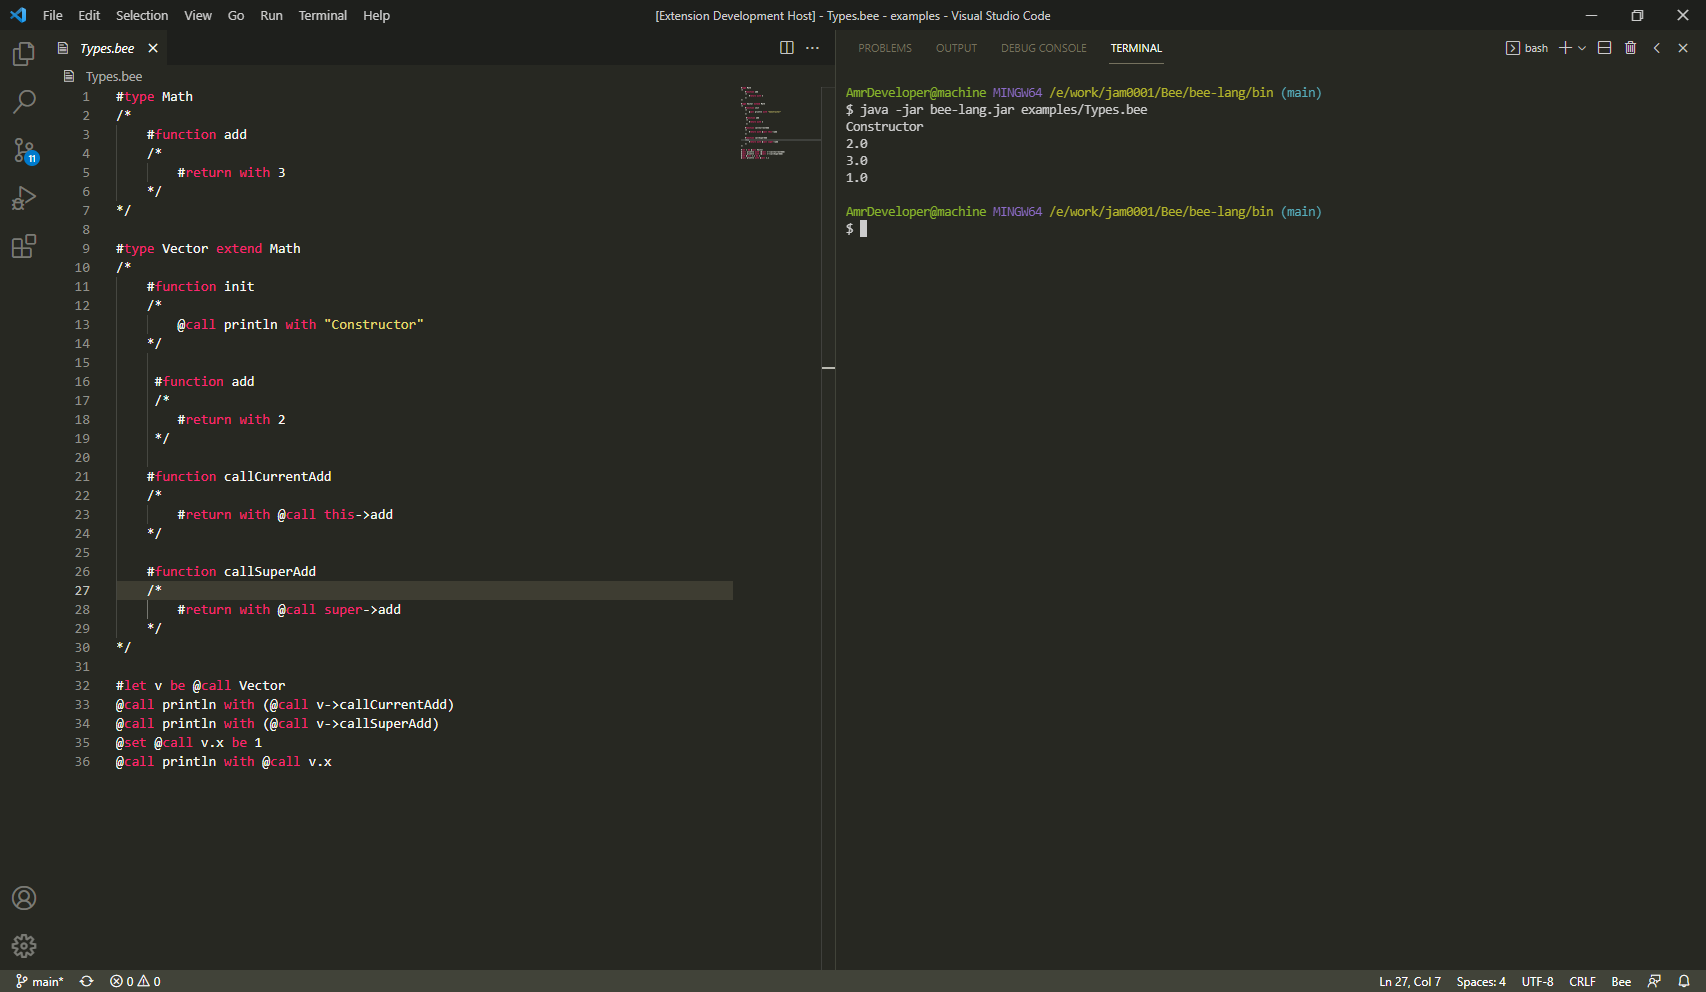 File Edit Selection View Go Run Terminal Help
[Extension Development Host] - Types.bee - examples - Visual Studio Code
Types.bee
Types.bee
1 #type Math
2 /*
3     #function add
4     /*
5         #return with 3
6     */
7 */
8
9 #type Vector extend Math
10 /*
11     #function init
12     /*
13         @call println with "Constructor"
14     */
15
16      #function add
17      /*
18         #return with 2
19      */
20
21     #function callCurrentAdd
22     /*
23         #return with @call this->add
24     */
25
26     #function callSuperAdd
27     /*
28         #return with @call super->add
29     */
30 */
31
32 #let v be @call Vector
33 @call println with (@call v->callCurrentAdd)
34 @call println with (@call v->callSuperAdd)
35 @set @call v.x be 1
36 @call println with @call v.x
11
PROBLEMS OUTPUT DEBUG CONSOLE TERMINAL
bash
AmrDeveloper@machine MINGW64 /e/work/jam0001/Bee/bee-lang/bin (main)
$ java -jar bee-lang.jar examples/Types.bee
Constructor
2.0
3.0
1.0
AmrDeveloper@machine MINGW64 /e/work/jam0001/Bee/bee-lang/bin (main)
$
main* 0 0
Ln 27, Col 7 Spaces: 4 UTF-8 CRLF Bee